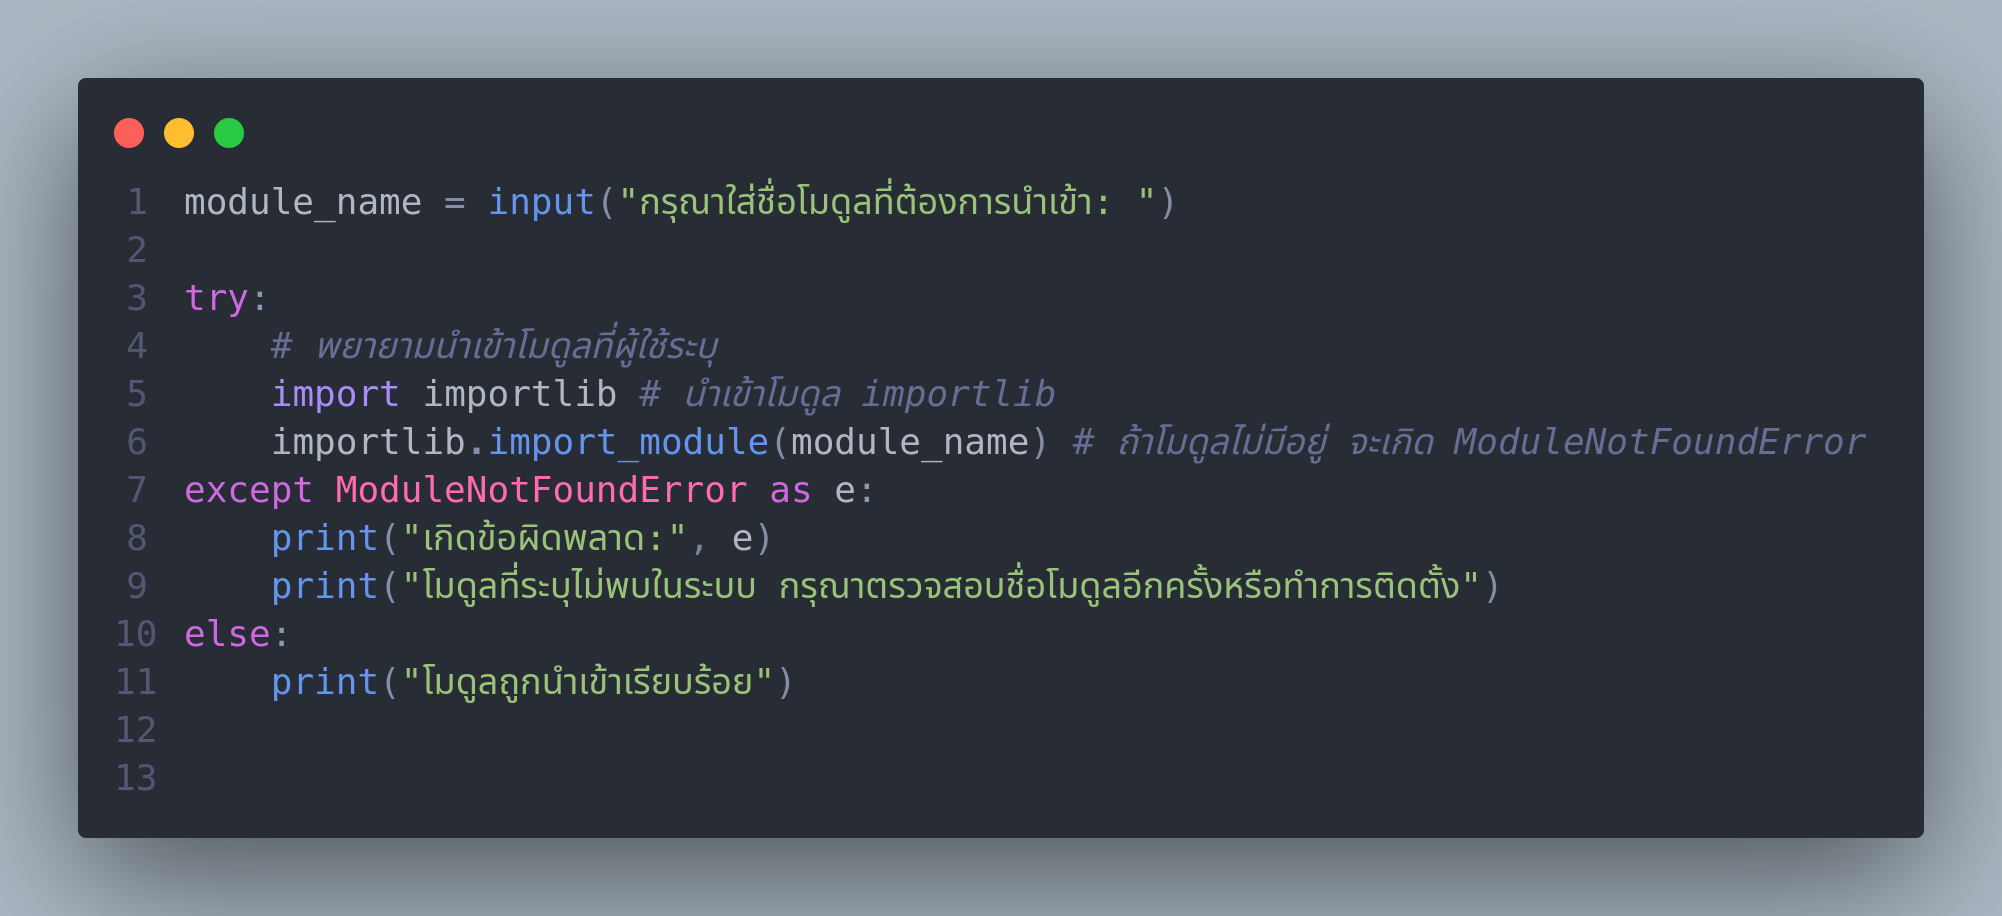 1 module_name = input("กรุณาใส่ชื่อโมดูลที่ต้องการนำเข้า: ")
2
3 try:
4     # พยายามนำเข้าโมดูลที่ผู้ใช้ระบุ
5     import importlib # นำเข้าโมดูล importlib
6     importlib.import_module(module_name) # ถ้าโมดูลไม่มีอยู่ จะเกิด ModuleNotFoundError
7 except ModuleNotFoundError as e:
8     print("เกิดข้อผิดพลาด:", e)
9     print("โมดูลที่ระบุไม่พบในระบบ กรุณาตรวจสอบชื่อโมดูลอีกครั้งหรือทำการติดตั้ง")
10 else:
11     print("โมดูลถูกนำเข้าเรียบร้อย")
12
13